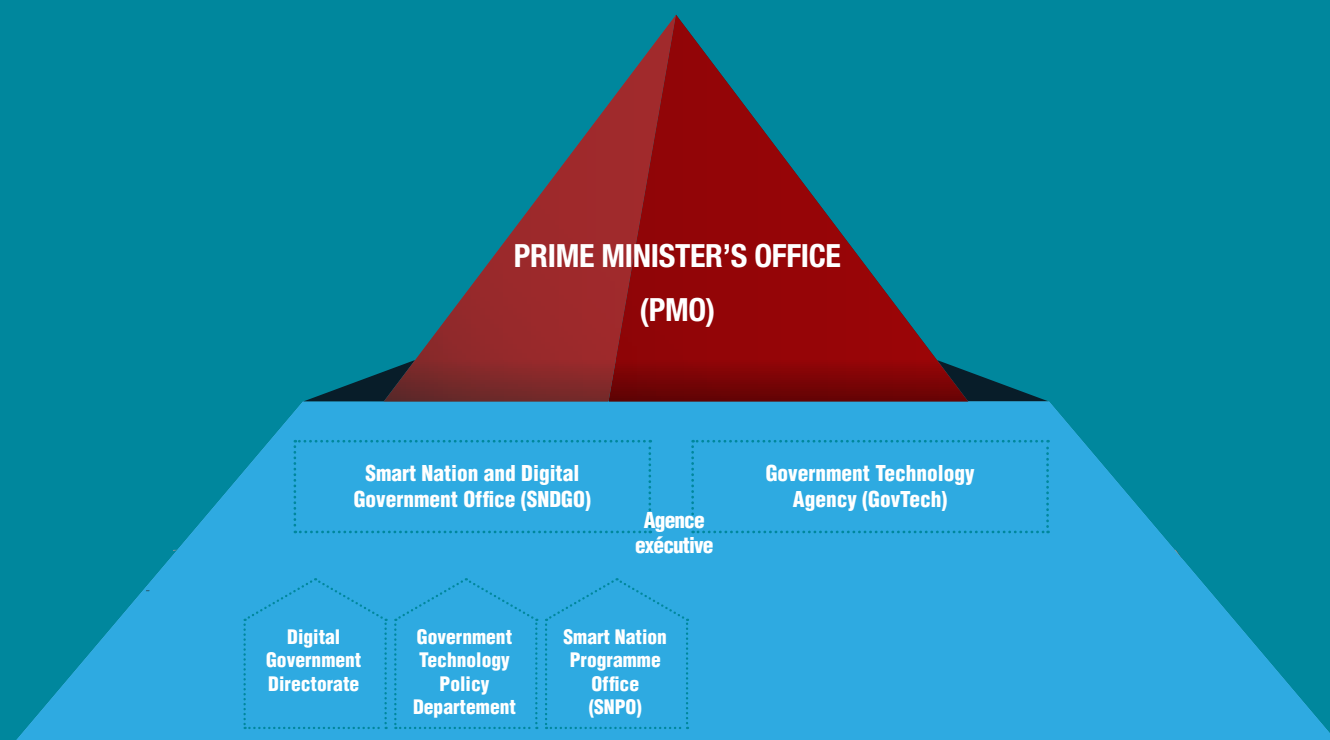 PRIME MINISTER’S OFFICE
(PMO)
Smart Nation and Digital
Government Office (SNDGO)
Government Technology
Agency (GovTech)
Agence
exécutive
Digital
Government
Directorate
Government
Technology
Policy
Departement
Smart Nation
Programme
Office
(SNPO)